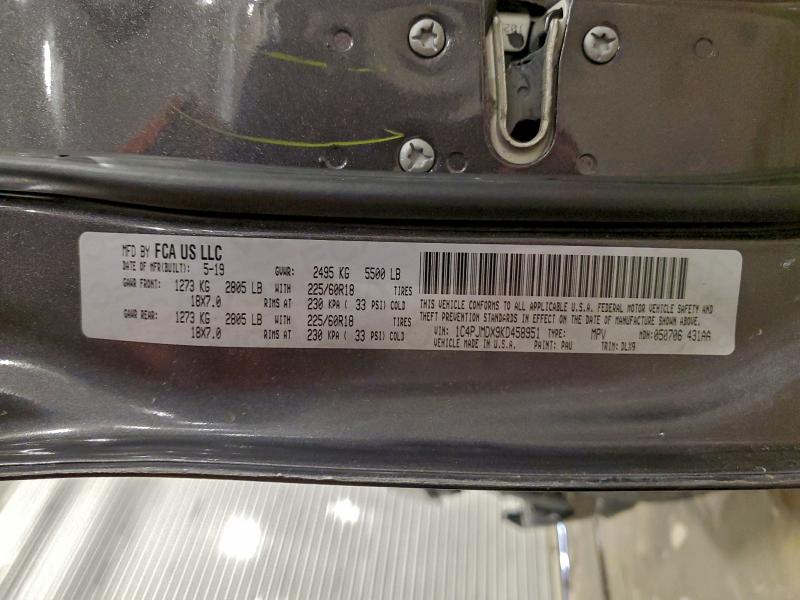 MFD BY FCA US LLC
DATE OF MFR(BUILT): 5-19 GVWR: 2495 KG 5500 LB
GAWR FRONT: 1273 KG 2805 LB WITH 225/60R18 TIRES
18X7.0 RIMS AT 230 KPA ( 33 PSI) COLD
GAWR REAR: 1273 KG 2805 LB WITH 225/60R18 TIRES
18X7.0 RIMS AT 230 KPA ( 33 PSI) COLD
THIS VEHICLE CONFORMS TO ALL APPLICABLE U.S.A. FEDERAL MOTOR VEHICLE SAFETY AND
THEFT PREVENTION STANDARDS IN EFFECT ON THE DATE OF MANUFACTURE SHOWN ABOVE.
VIN: 1C4PJMDX9KD458951 TYPE: MPV MDH:050706 431AA
VEHICLE MADE IN U.S.A. PAINT: PAU TRIM: DLX9